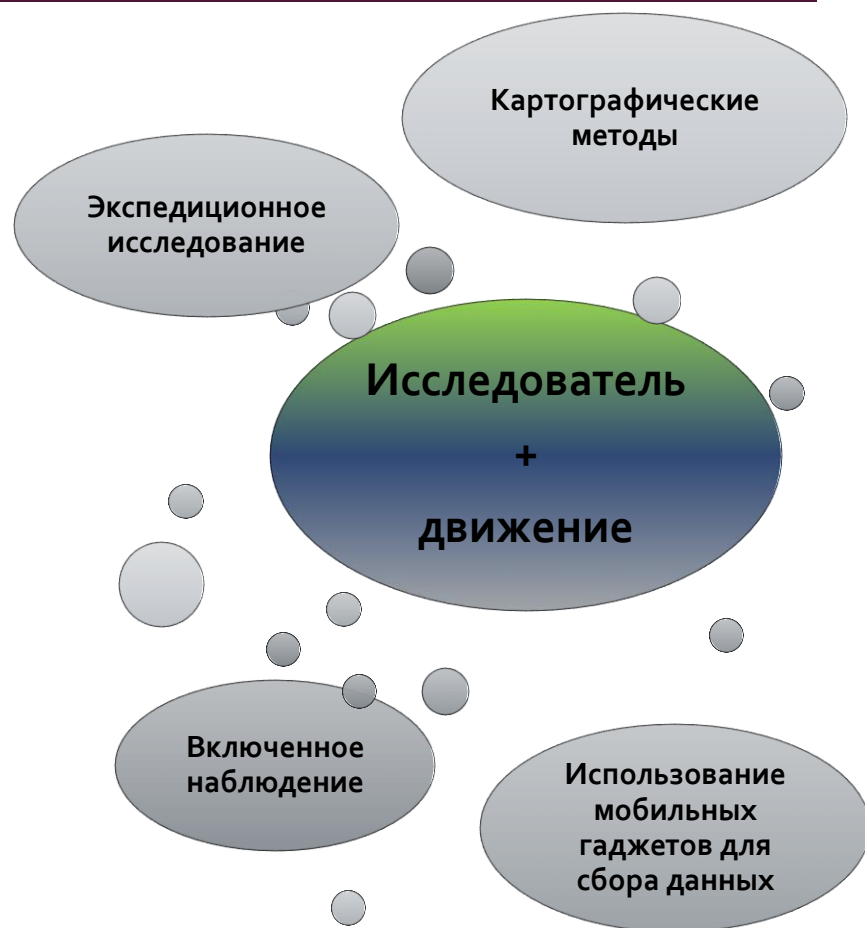 Картографические
методы
Экспедиционное
исследование
Исследователь
+
движение
Включенное
наблюдение
Использование
мобильных
гаджетов для
сбора данных